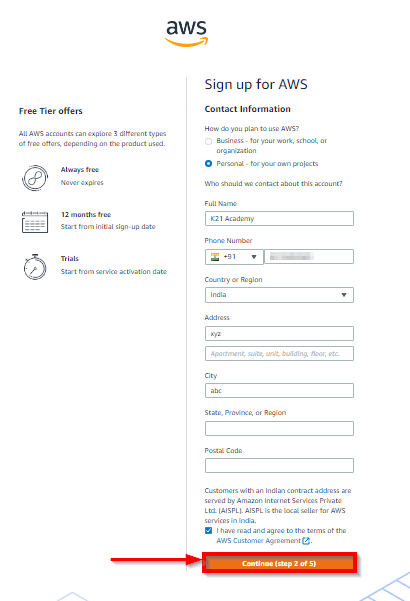 aws
Free Tier offers
All AWS accounts can explore 3 different types
of free offers, depending on the product used.
Always free
Never expires
12 months free
Start from initial sign-up date
Trials
Start from service activation date
Sign up for AWS
Contact Information
How do you plan to use AWS?
Business - for your work, school, or
organization
Personal - for your own projects
Who should we contact about this account?
Full Name
K21 Academy
Phone Number
+91
Country or Region
India
Address
xyz
Apartment, suite, unit, building, floor, etc.
City
abc
State, Province, or Region
Postal Code
Customers with an Indian contract address are
served by Amazon Internet Services Private
Ltd. (AISPL). AISPL is the local seller for AWS
services in India.
I have read and agree to the terms of the
AWS Customer Agreement
Continue (step 2 of 5)